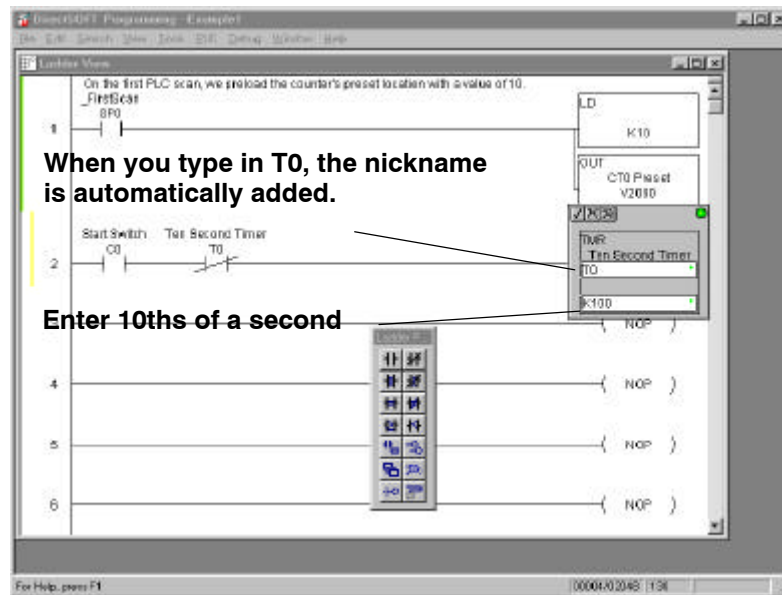 DirectSOFT Programming - Example1
File Edit Search View Tools PLC Debug Window Help
Ladder View
On the first PLC scan, we preload the counter's preset location with a value of 10.
_FirstScan
SP0
1
LD
K10
OUT
CT0 Preset
When you type in T0, the nickname
is automatically added.
Start Switch Ten Second Timer
C0 T0
2
TMR
Ten Second Timer
T0
K100
Enter 10ths of a second
NOP
4
NOP
5
NOP
6
NOP
For Help, press F1